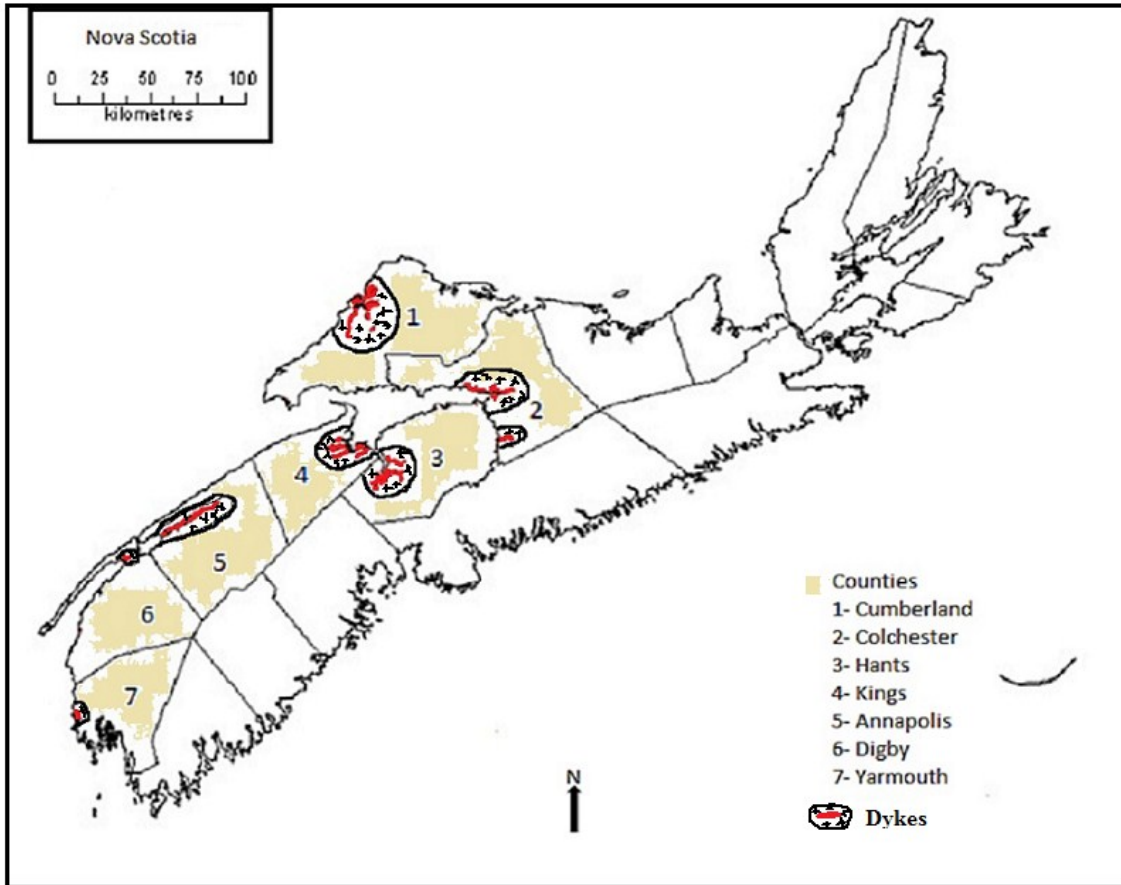 Nova Scotia
0 25 50 75 100
kilometres
1
2
3
4
5
6
7
Counties
1- Cumberland
2- Colchester
3- Hants
4- Kings
5- Annapolis
6- Digby
7- Yarmouth
Dykes
N